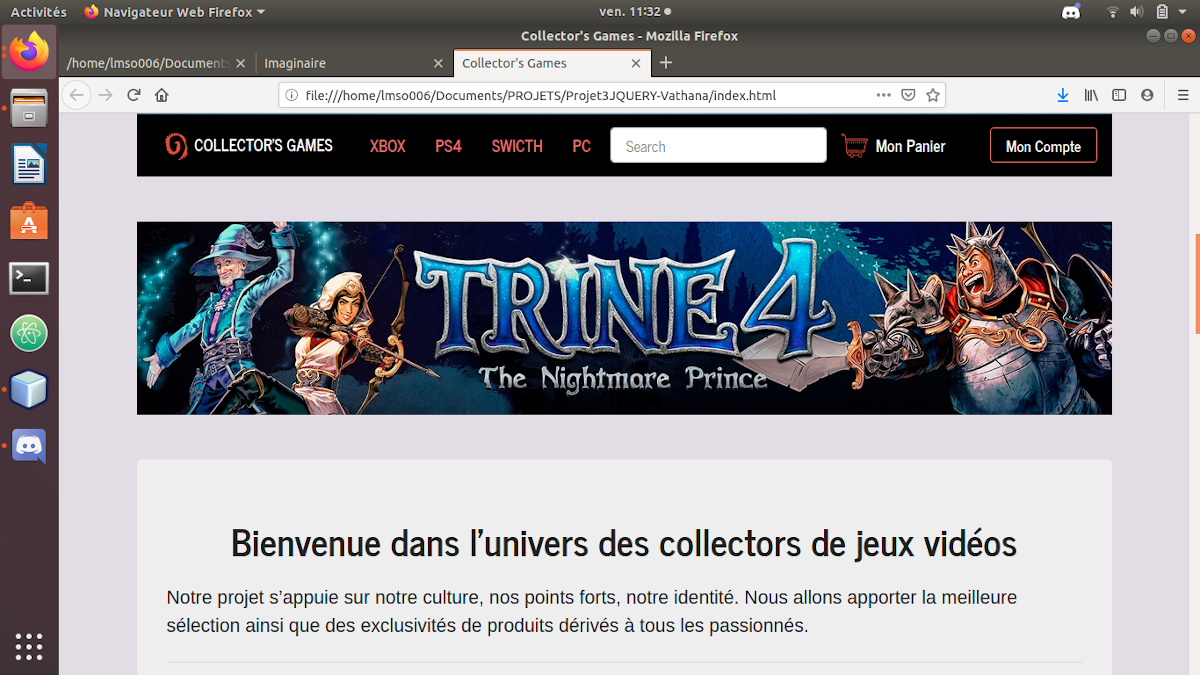 Activités
Navigateur Web Firefox
ven. 11:32
Collector's Games - Mozilla Firefox
/home/lmso006/Documents
Imaginaire
Collector's Games
file:///home/lmso006/Documents/PROJETS/Projet3JQUERY-Vathana/index.html
COLLECTOR'S GAMES
XBOX
PS4
SWICTH
PC
Search
Mon Panier
Mon Compte
TRINE 4
The Nightmare Prince
Bienvenue dans l'univers des collectors de jeux vidéos
Notre projet s'appuie sur notre culture, nos points forts, notre identité. Nous allons apporter la meilleure
sélection ainsi que des exclusivités de produits dérivés à tous les passionnés.